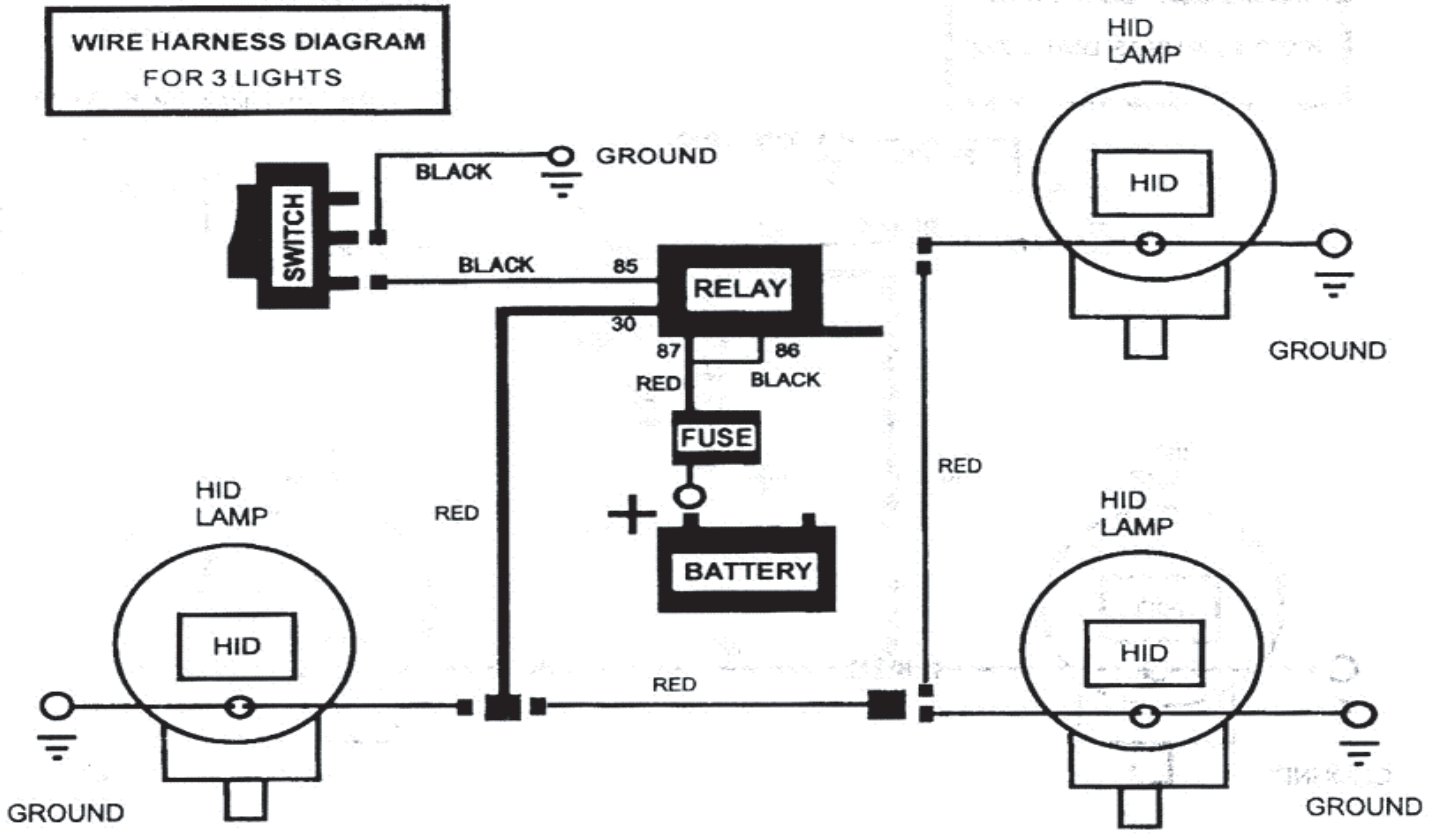 WIRE HARNESS DIAGRAM
FOR 3 LIGHTS
HID
LAMP
HID
GROUND
BLACK
GROUND
SWITCH
BLACK
85
RELAY
30
87
86
RED
BLACK
FUSE
+
BATTERY
RED
RED
HID
LAMP
HID
GROUND
RED
HID
LAMP
HID
GROUND